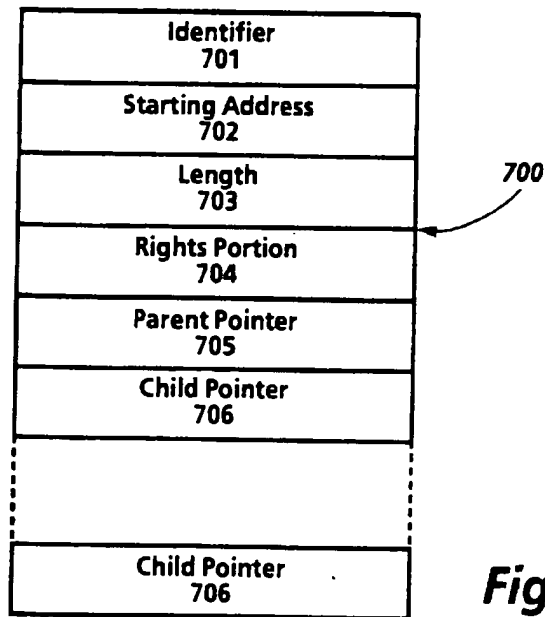 Identifier
701
Starting Address
702
Length
703
700
Rights Portion
704
Parent Pointer
705
Child Pointer
706
Child Pointer
706
Fig